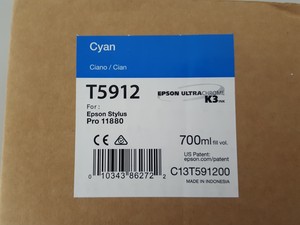 Cyan
Ciano / Cian
T5912
For:
Epson Stylus
Pro 11880
EPSON ULTRACHROME
K3 INK
700ml fill vol.
US Patent:
epson.com/patent
C13T591200
MADE IN INDONESIA
0 10343 86272 2